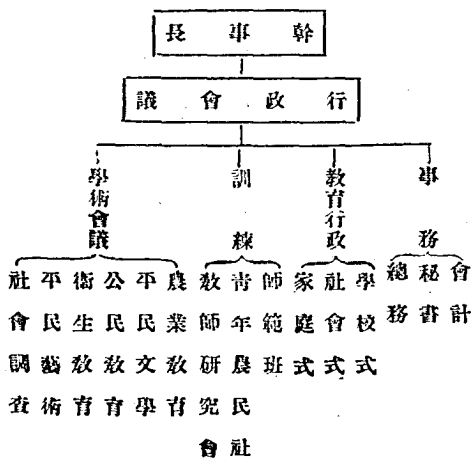 幹事長
行政會議
事務
教育行政
訓練
學術會議
會計
秘書
總務
學校式
社會式
家庭式
師範班
青年農民社
教師研究會
農業教育
平民文學
公民教育
衞生教育
平民藝術
社會調查